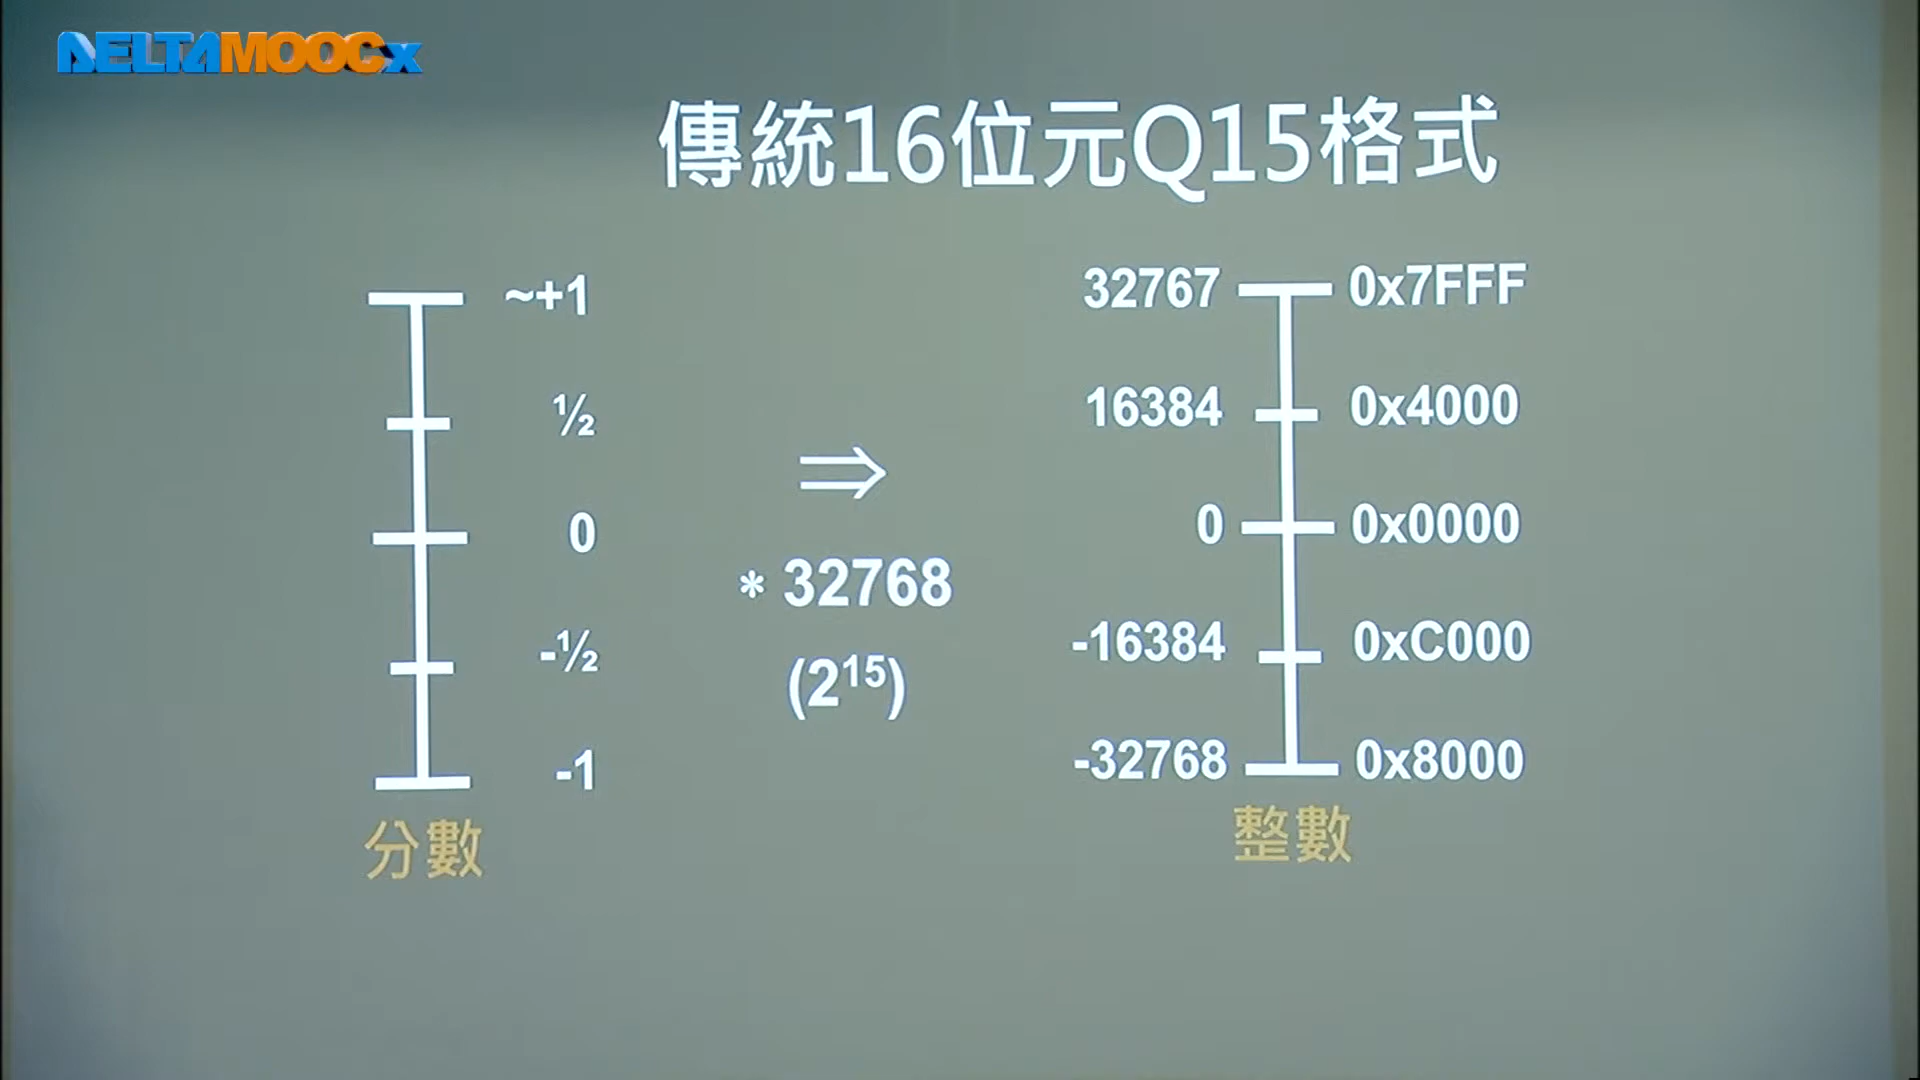 DELTAMOOCx
傳統16位元Q15格式
~+1
½
0
-½
-1
分數
⇒
* 32768
(2¹⁵)
32767 0x7FFF
16384 0x4000
0 0x0000
-16384 0xC000
-32768 0x8000
整數